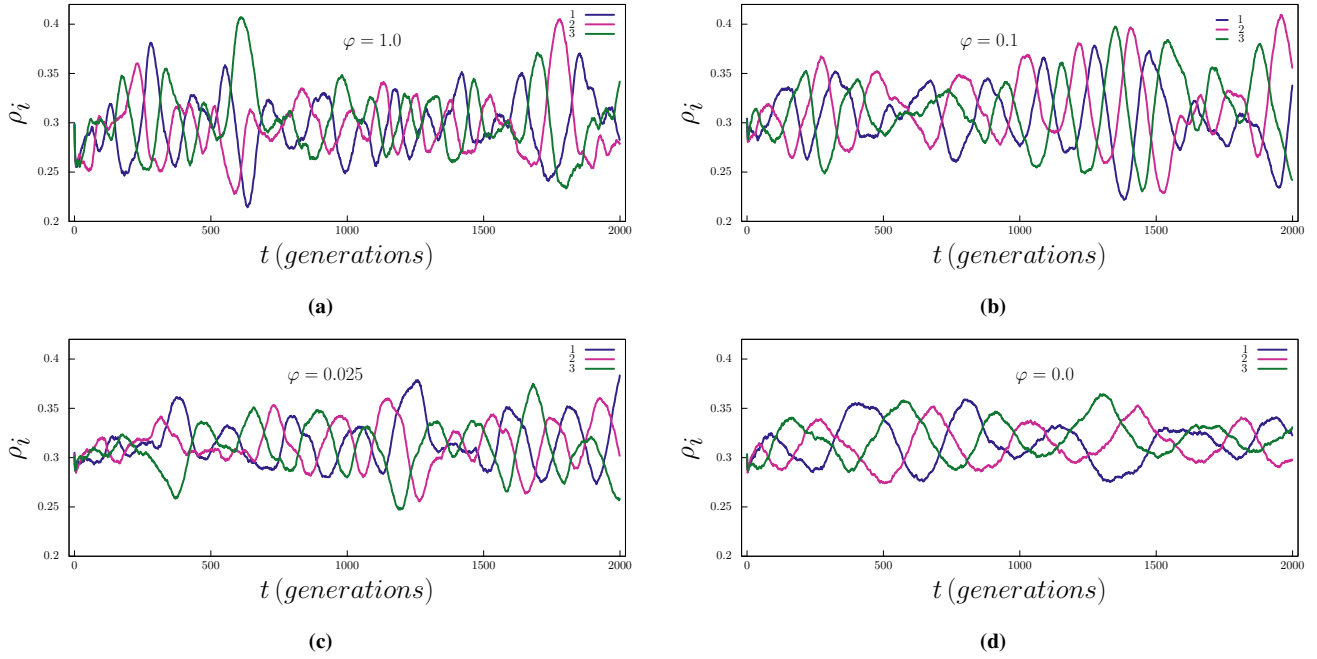 0.4
0.35
0.3
0.25
0.2
ρi
φ = 1.0
1
2
3
0 500 1000 1500 2000
t (generations)
(a)
0.4
0.35
0.3
0.25
0.2
ρi
φ = 0.1
1
2
3
0 500 1000 1500 2000
t (generations)
(b)
0.4
0.35
0.3
0.25
0.2
ρi
φ = 0.025
1
2
3
0 500 1000 1500 2000
t (generations)
(c)
0.4
0.35
0.3
0.25
0.2
ρi
φ = 0.0
1
2
3
0 500 1000 1500 2000
t (generations)
(d)